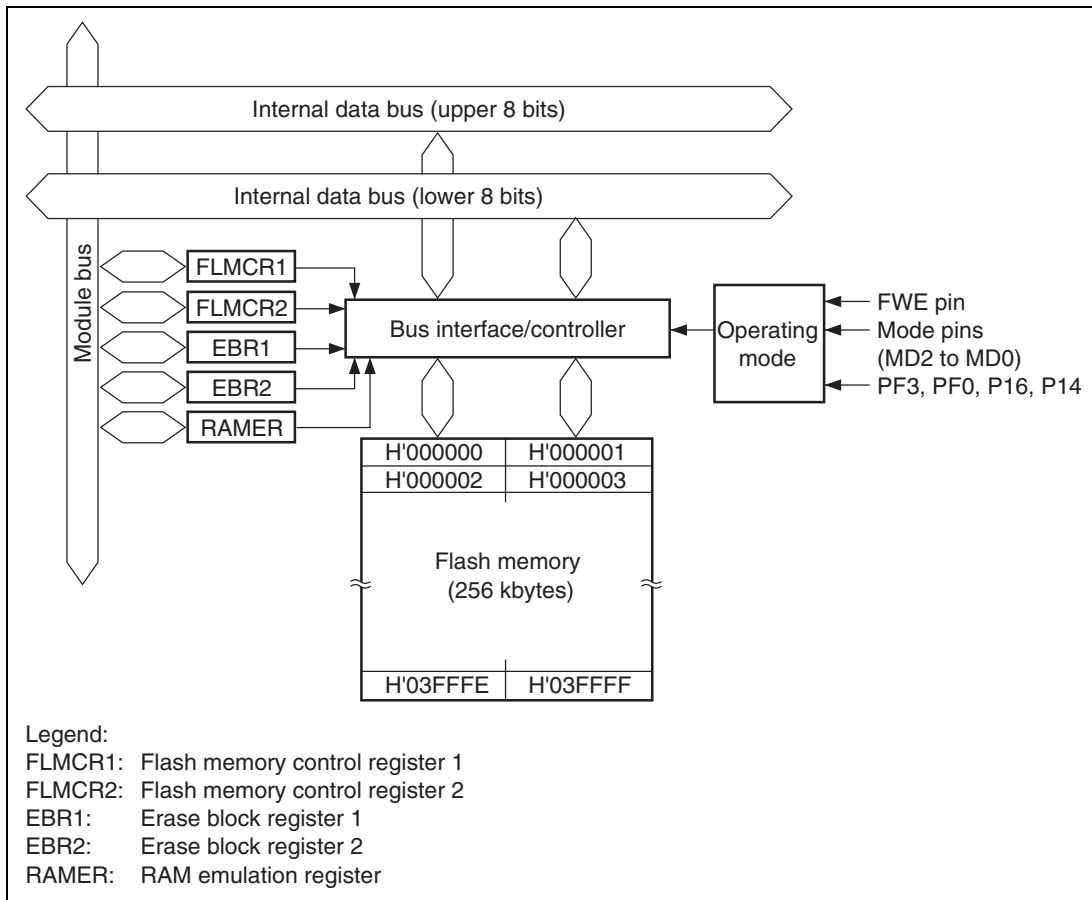 Internal data bus (upper 8 bits)
Internal data bus (lower 8 bits)
Module bus
FLMCR1
FLMCR2
EBR1
EBR2
RAMER
Bus interface/controller
Operating
mode
FWE pin
Mode pins
(MD2 to MD0)
PF3, PF0, P16, P14
H'000000 H'000001
H'000002 H'000003
Flash memory
(256 kbytes)
H'03FFFE H'03FFFF
Legend:
FLMCR1: Flash memory control register 1
FLMCR2: Flash memory control register 2
EBR1: Erase block register 1
EBR2: Erase block register 2
RAMER: RAM emulation register